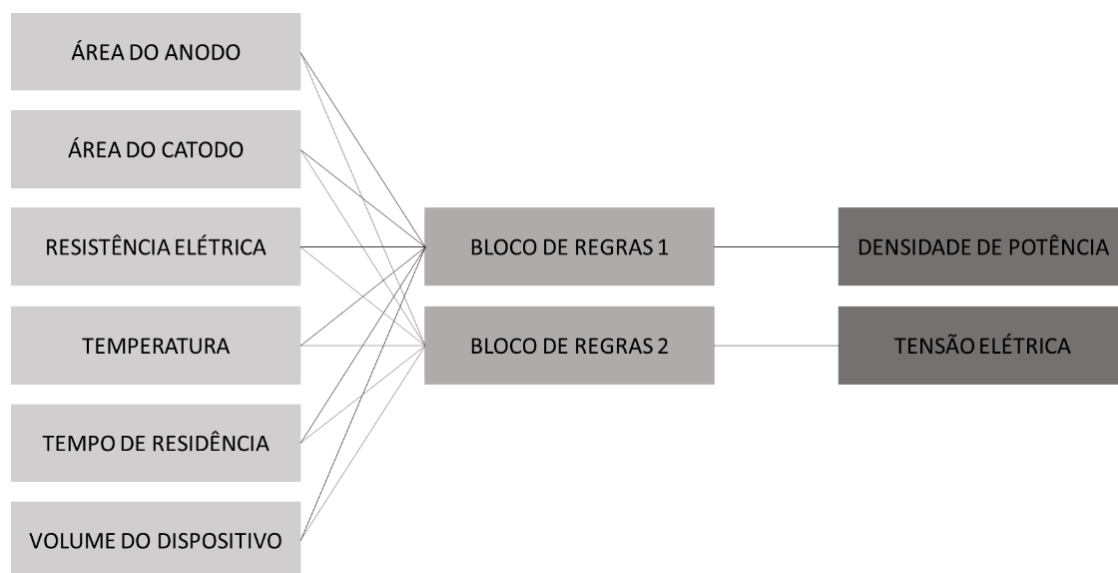 ÁREA DO ANODO
ÁREA DO CATODO
RESISTÊNCIA ELÉTRICA
BLOCO DE REGRAS 1
DENSIDADE DE POTÊNCIA
TEMPERATURA
BLOCO DE REGRAS 2
TENSÃO ELÉTRICA
TEMPO DE RESIDÊNCIA
VOLUME DO DISPOSITIVO